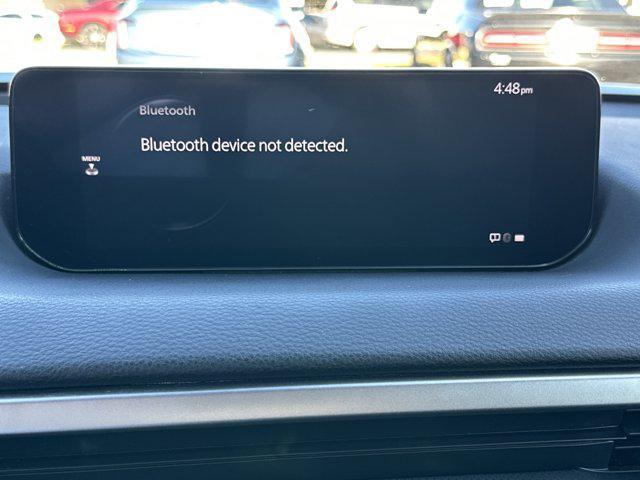 4:48pm
Bluetooth
Bluetooth device not detected.
MENU